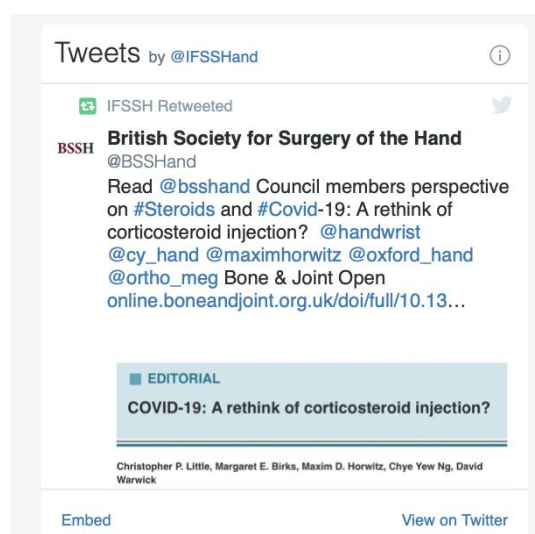 Tweets by @IFSSHand
IFSSH Retweeted
BSSH
British Society for Surgery of the Hand
@BSSHand
Read @bsshand Council members perspective
on #Steroids and #Covid-19: A rethink of
corticosteroid injection? @handwrist
@cy_hand @maximhorwitz @oxford_hand
@ortho_meg Bone & Joint Open
online.boneandjoint.org.uk/doi/full/10.13…
EDITORIAL
COVID-19: A rethink of corticosteroid injection?
Christopher P. Little, Margaret E. Birks, Maxim D. Horwitz, Chye Yew Ng, David
Warwick
Embed View on Twitter